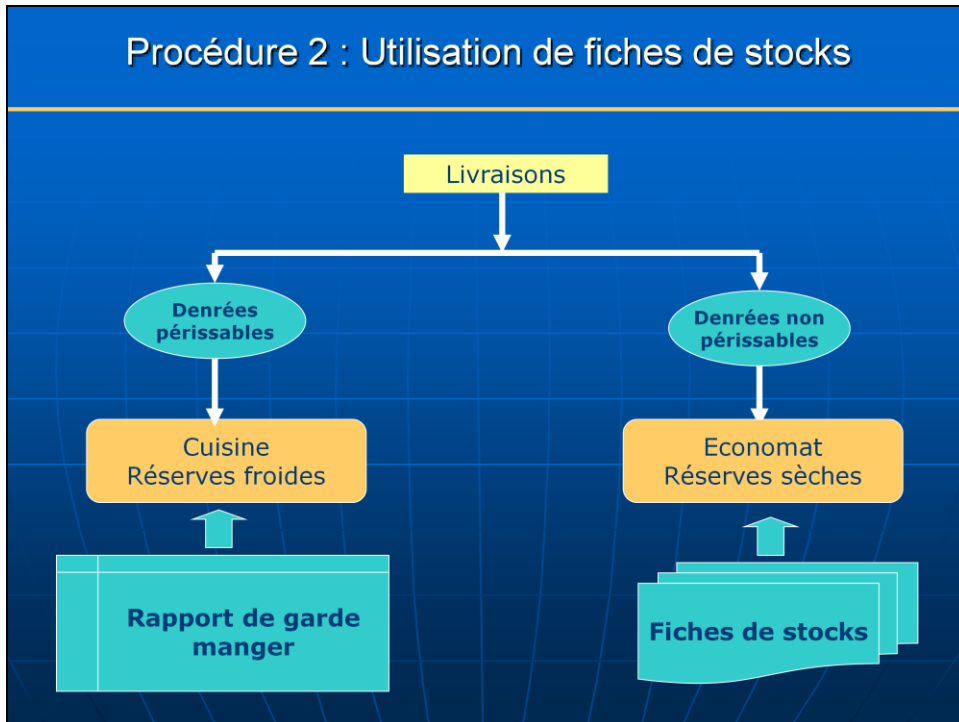 Procédure 2 : Utilisation de fiches de stocks
Livraisons
Denrées
périssables
Denrées non
périssables
Cuisine
Réserves froides
Economat
Réserves sèches
Rapport de garde
manger
Fiches de stocks